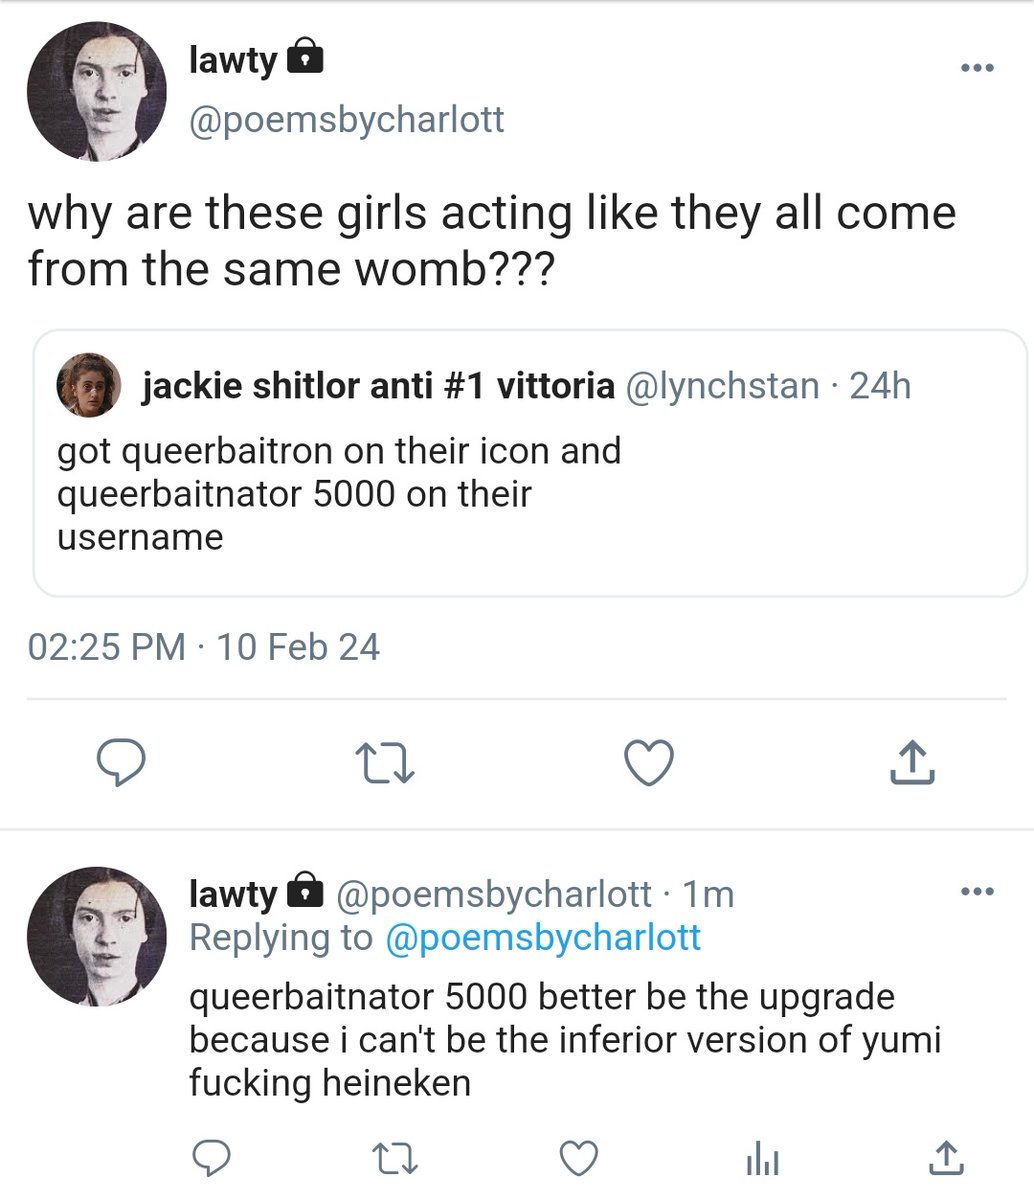 lawty
@poemsbycharlott
why are these girls acting like they all come
from the same womb???
jackie shitlor anti #1 vittoria @lynchstan · 24h
got queerbaitron on their icon and
queerbaitnator 5000 on their
username
02:25 PM · 10 Feb 24
lawty @poemsbycharlott · 1m
Replying to @poemsbycharlott
queerbaitnator 5000 better be the upgrade
because i can't be the inferior version of yumi
fucking heineken